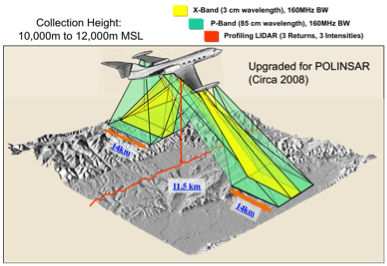 Collection Height:
10,000m to 12,000m MSL
X-Band (3 cm wavelength), 160MHz BW
P-Band (85 cm wavelength), 160MHz BW
Profiling LIDAR (3 Returns, 3 Intensities)
Upgraded for POLINSAR
(Circa 2008)
14km
11.5 km
14km